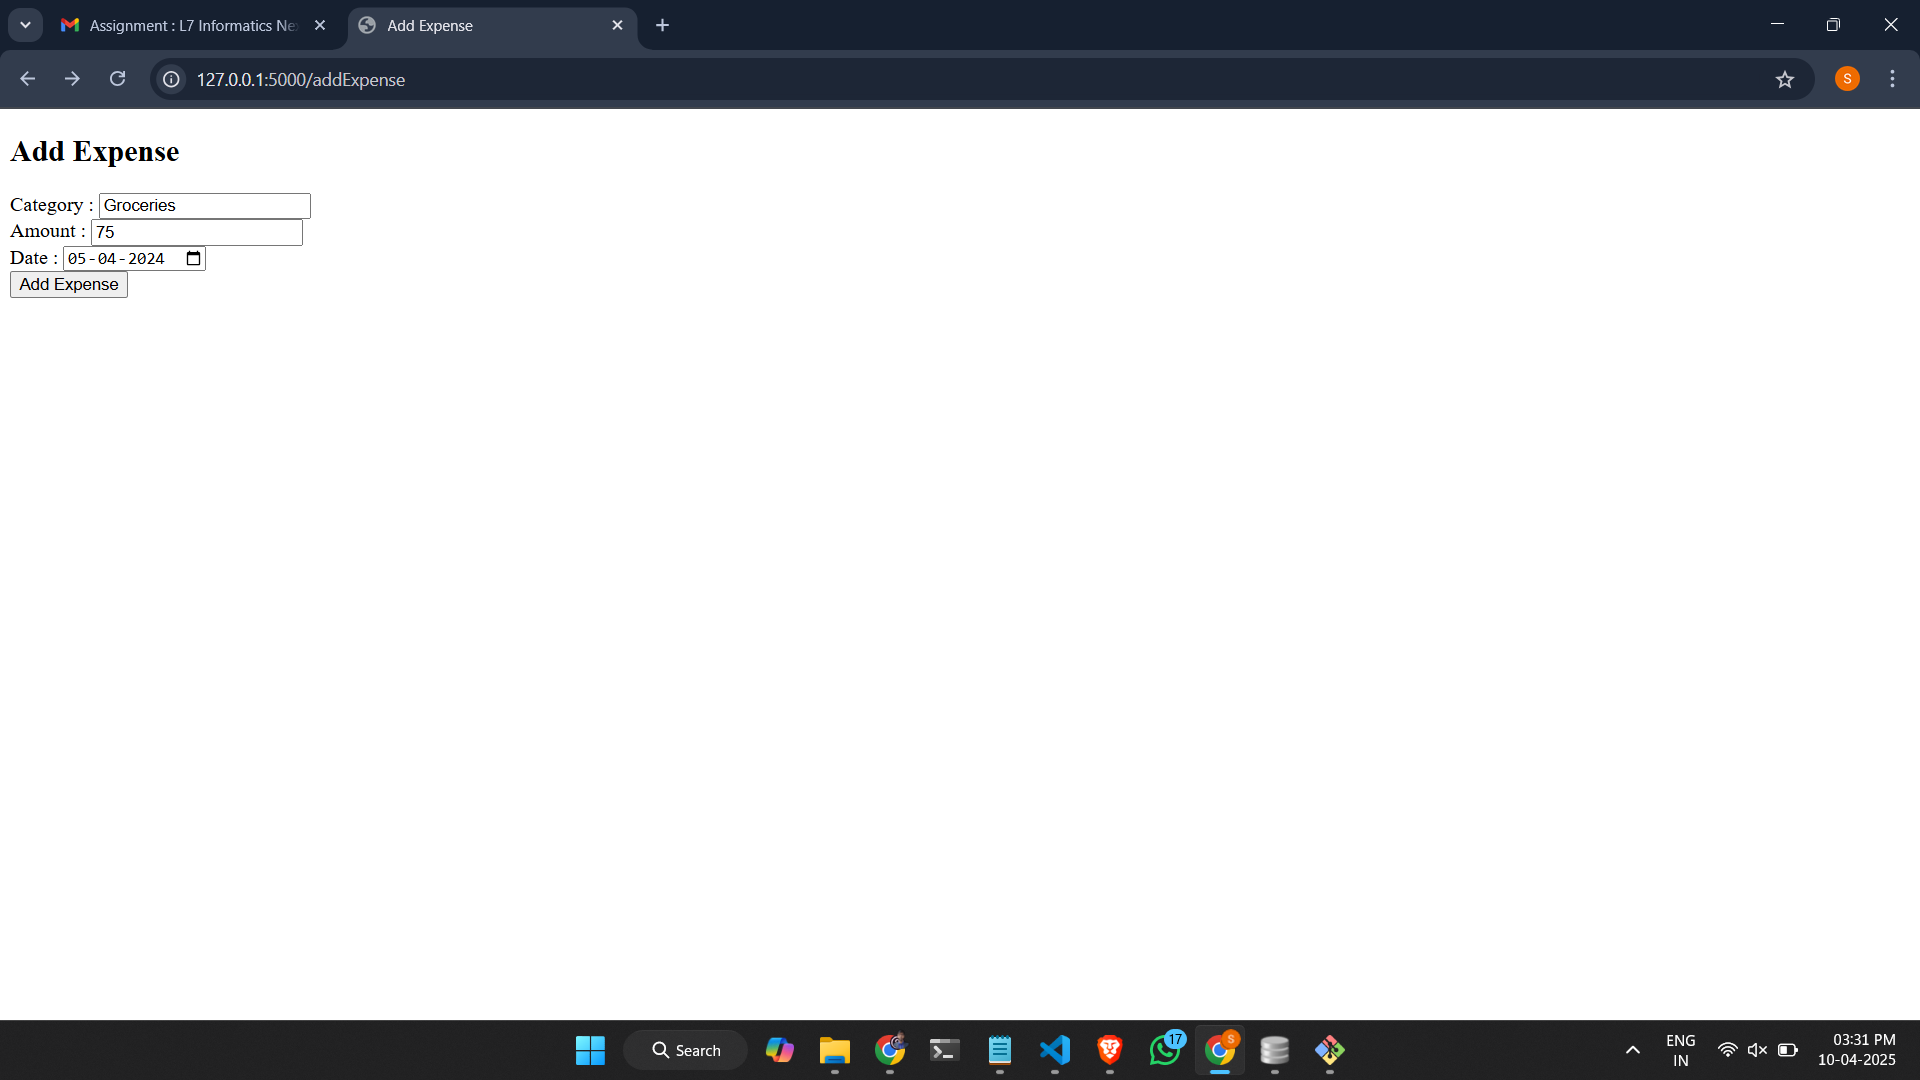 Assignment : L7 Informatics Ne
Add Expense
127.0.0.1:5000/addExpense
S
Add Expense
Category : Groceries
Amount : 75
Date : 05-04-2024
Add Expense
Search
17
S
ENG
IN
03:31 PM
10-04-2025